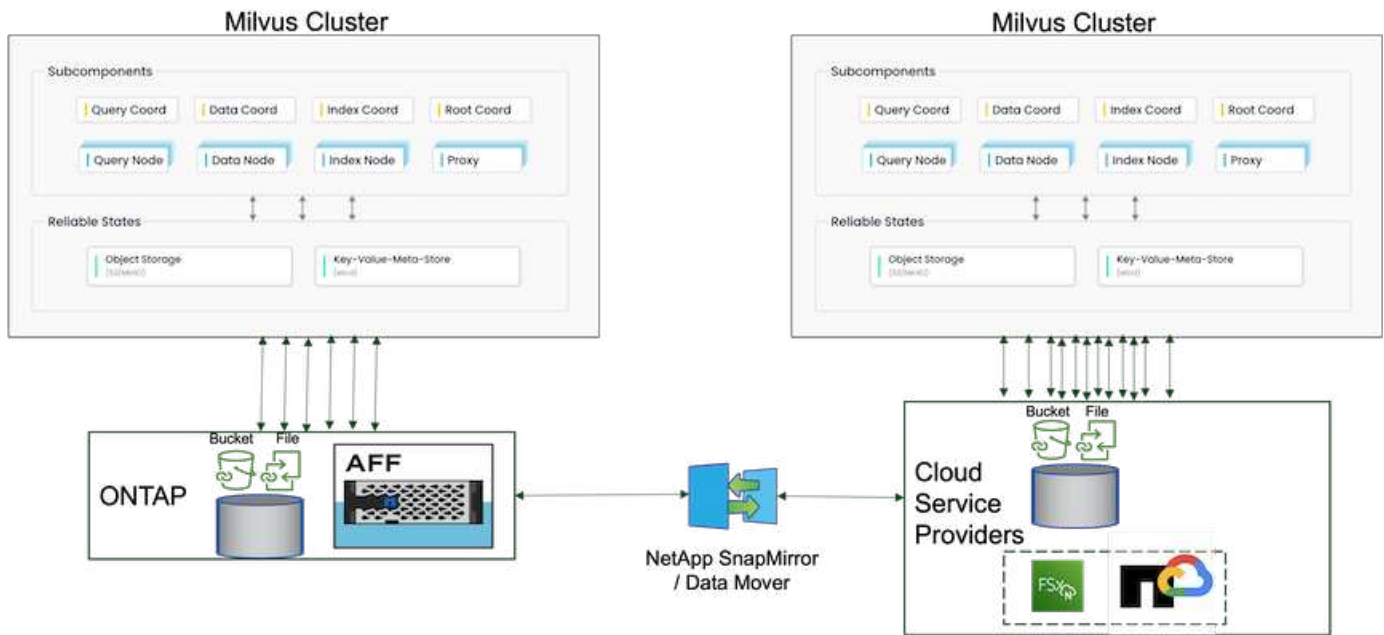 Milvus Cluster
Subcomponents
Query Coord
Data Coord
Index Coord
Root Coord
Query Node
Data Node
Index Node
Proxy
Reliable States
Object Storage
Key-Value-Meta-Store
Bucket
File
ONTAP
AFF
NetApp SnapMirror
/ Data Mover
Milvus Cluster
Subcomponents
Query Coord
Data Coord
Index Coord
Root Coord
Query Node
Data Node
Index Node
Proxy
Reliable States
Object Storage
Key-Value-Meta-Store
Bucket
File
Cloud
Service
Providers
FSx
N